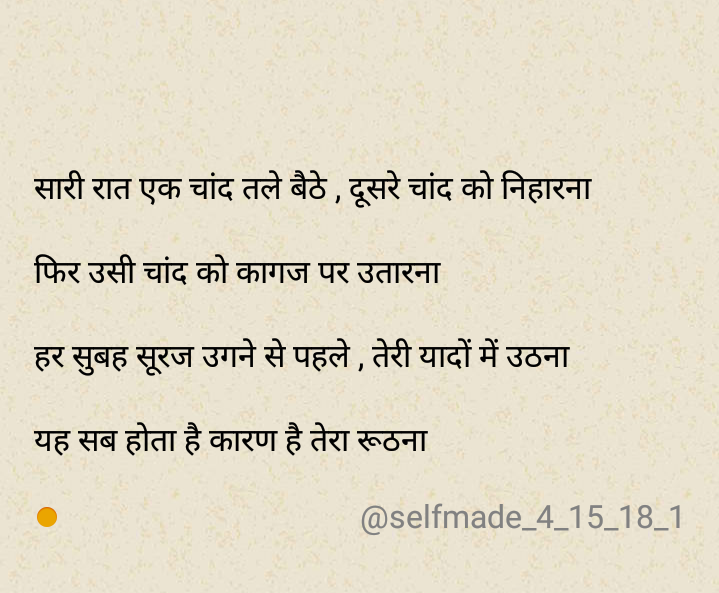 सारी रात एक चांद तले बैठे , दूसरे चांद को निहारना
फिर उसी चांद को कागज पर उतारना
हर सुबह सूरज उगने से पहले , तेरी यादों में उठना
यह सब होता है कारण है तेरा रूठना
@selfmade_4_15_18_1